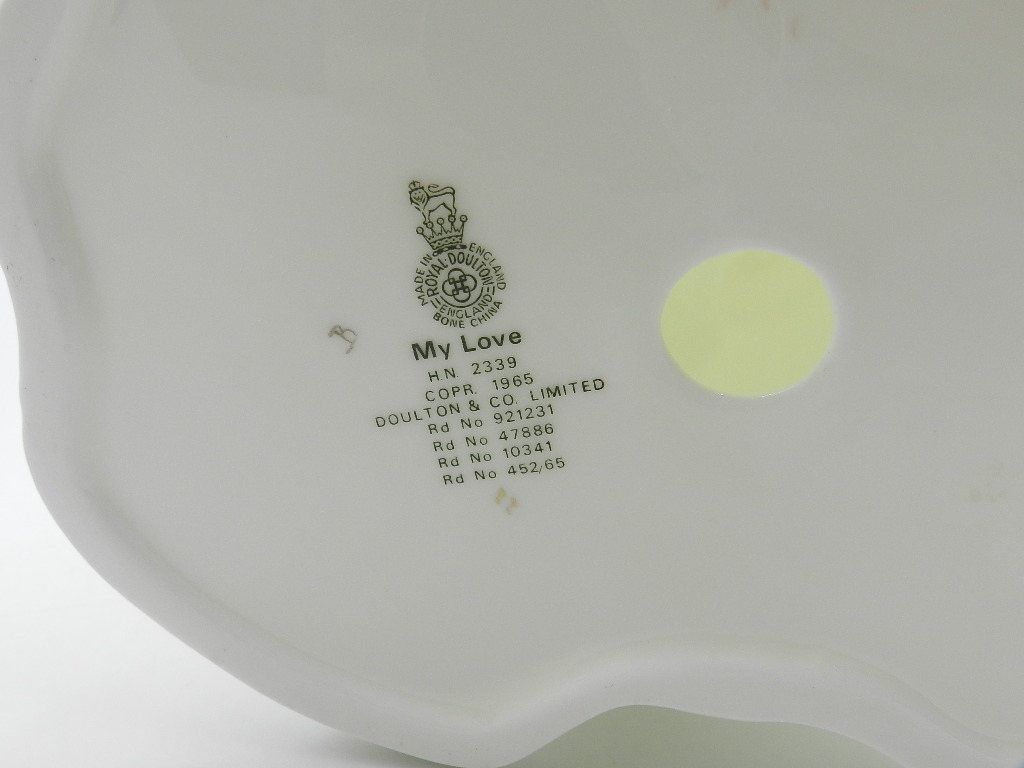 MADE IN ENGLAND
ROYAL DOULTON
ENGLAND
BONE CHINA
B
My Love
H.N. 2339
COPR. 1965
DOULTON & CO. LIMITED
Rd No 921231
Rd No 47886
Rd No 10341
Rd No 452/65